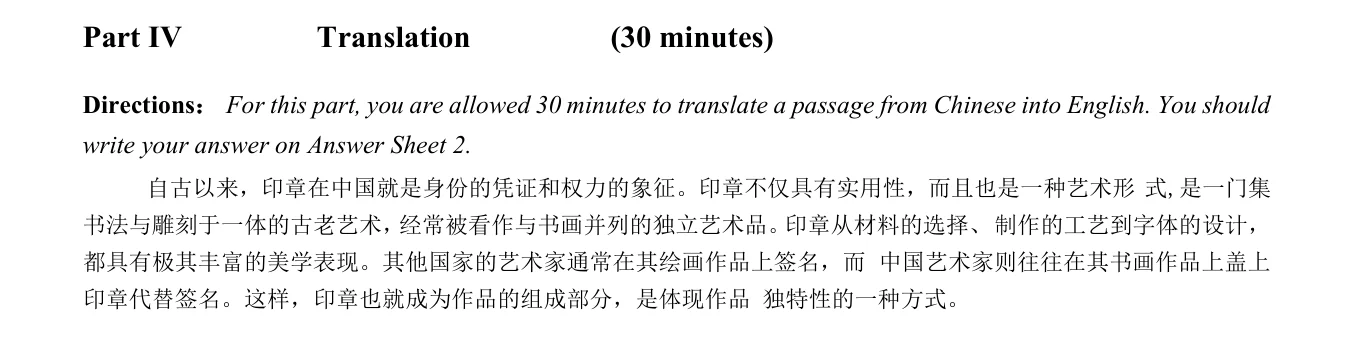 Part IV Translation (30 minutes)
Directions： For this part, you are allowed 30 minutes to translate a passage from Chinese into English. You should
write your answer on Answer Sheet 2.
自古以来，印章在中国就是身份的凭证和权力的象征。印章不仅具有实用性，而且也是一种艺术形 式,是一门集
书法与雕刻于一体的古老艺术，经常被看作与书画并列的独立艺术品。印章从材料的选择、 制作的工艺到字体的设计，
都具有极其丰富的美学表现。其他国家的艺术家通常在其绘画作品上签名，而 中国艺术家则往往在其书画作品上盖上
印章代替签名。这样，印章也就成为作品的组成部分，是体现作品 独特性的一种方式。